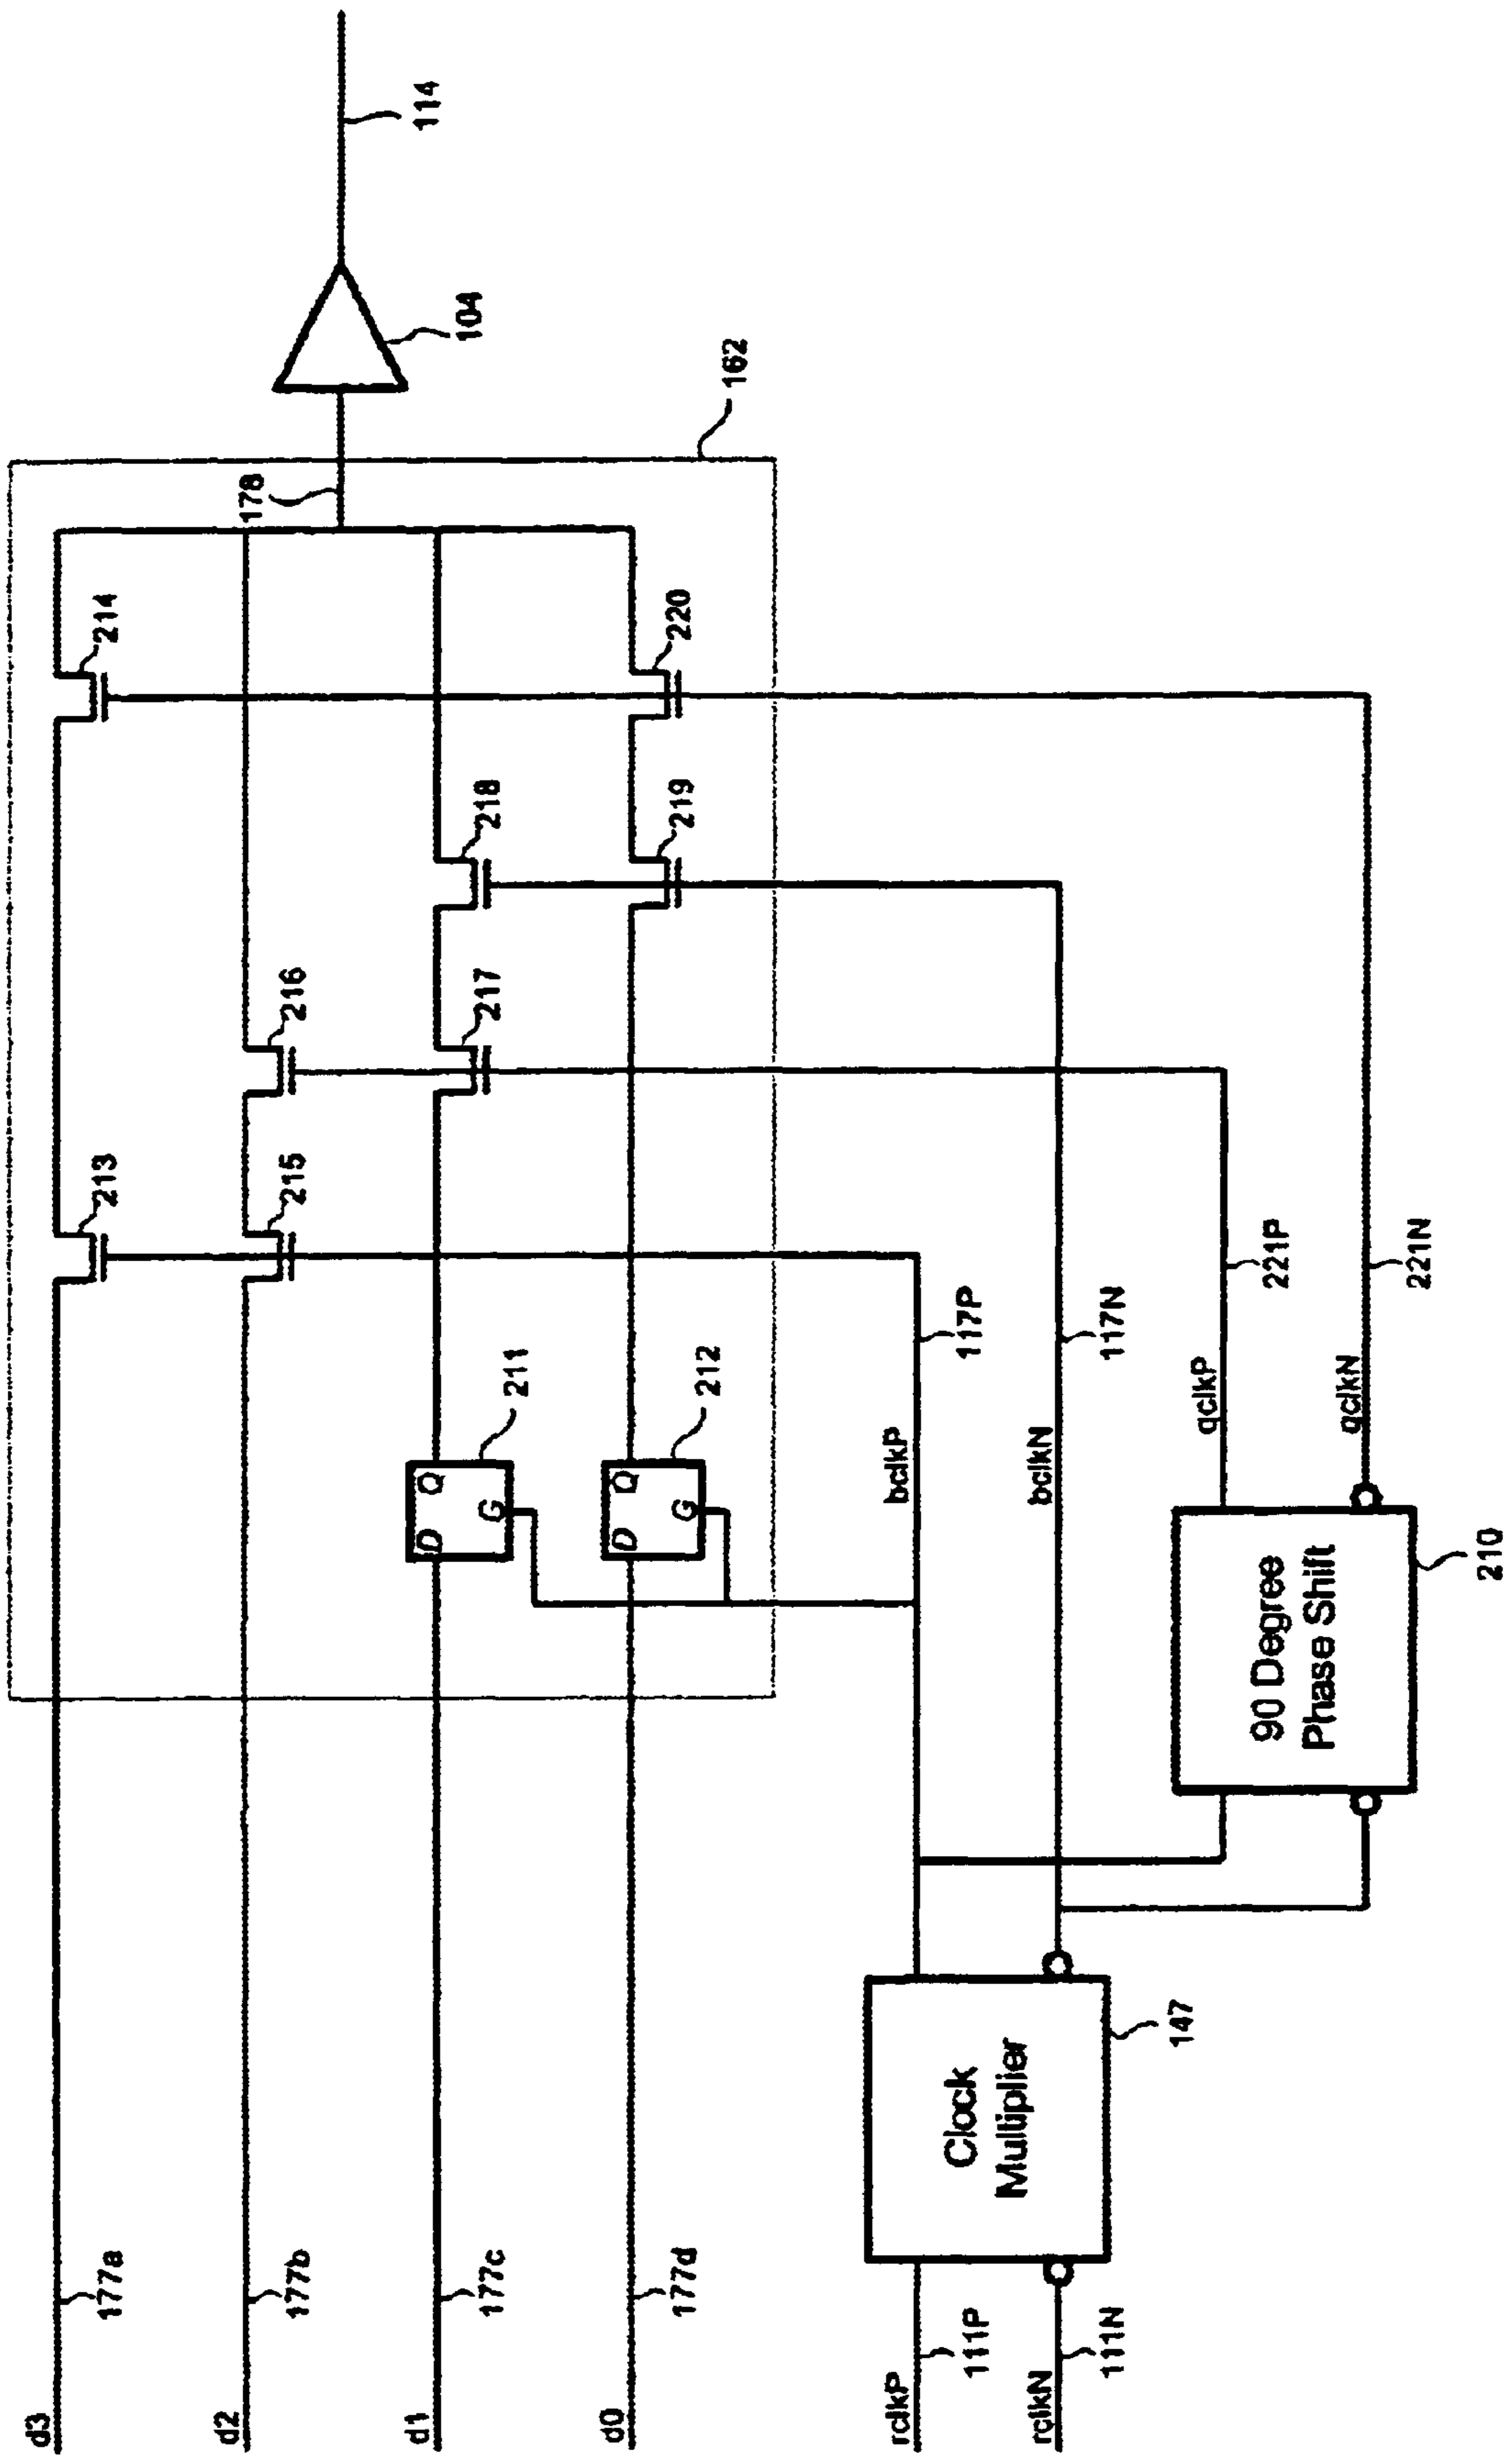 d3
177a
213
214
d2
177b
215
216
178
104
114
d1
177c
D
Q
G
211
217
218
d0
177d
D
Q
G
212
219
220
162
rclkP
111P
rclkN
111N
Clock
Multiplier
147
bclkP
117P
bclkN
117N
90 Degree
Phase Shift
210
qclkP
221P
qclkN
221N